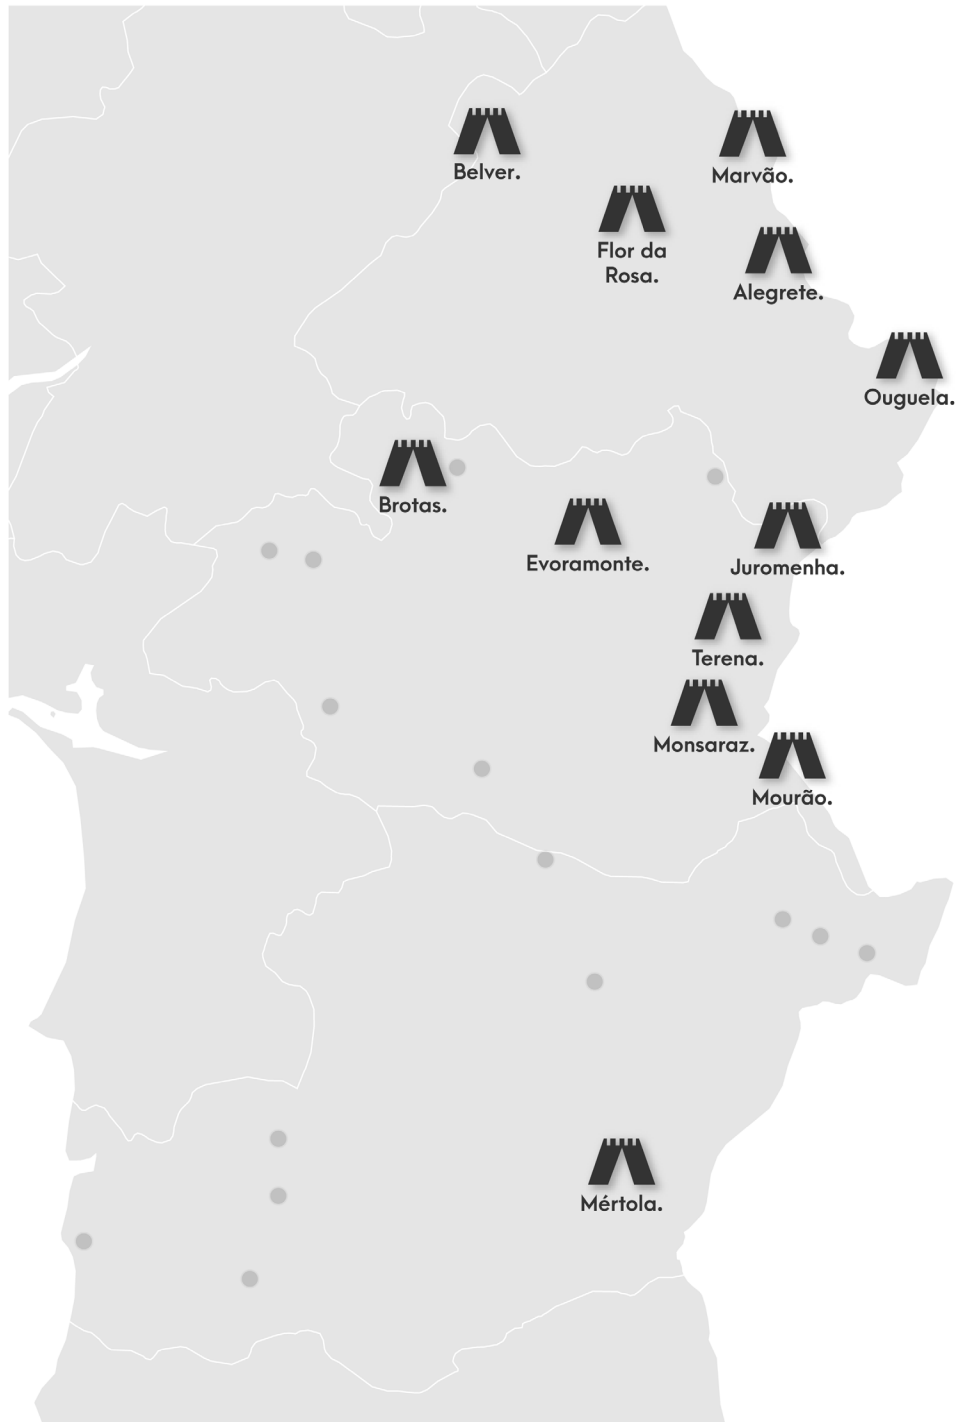 Belver.
Marvão.
Flor da
Rosa.
Alegrete.
Ouguela.
Brotas.
Evoramonte.
Juromenha.
Terena.
Monsaraz.
Mourão.
Mértola.